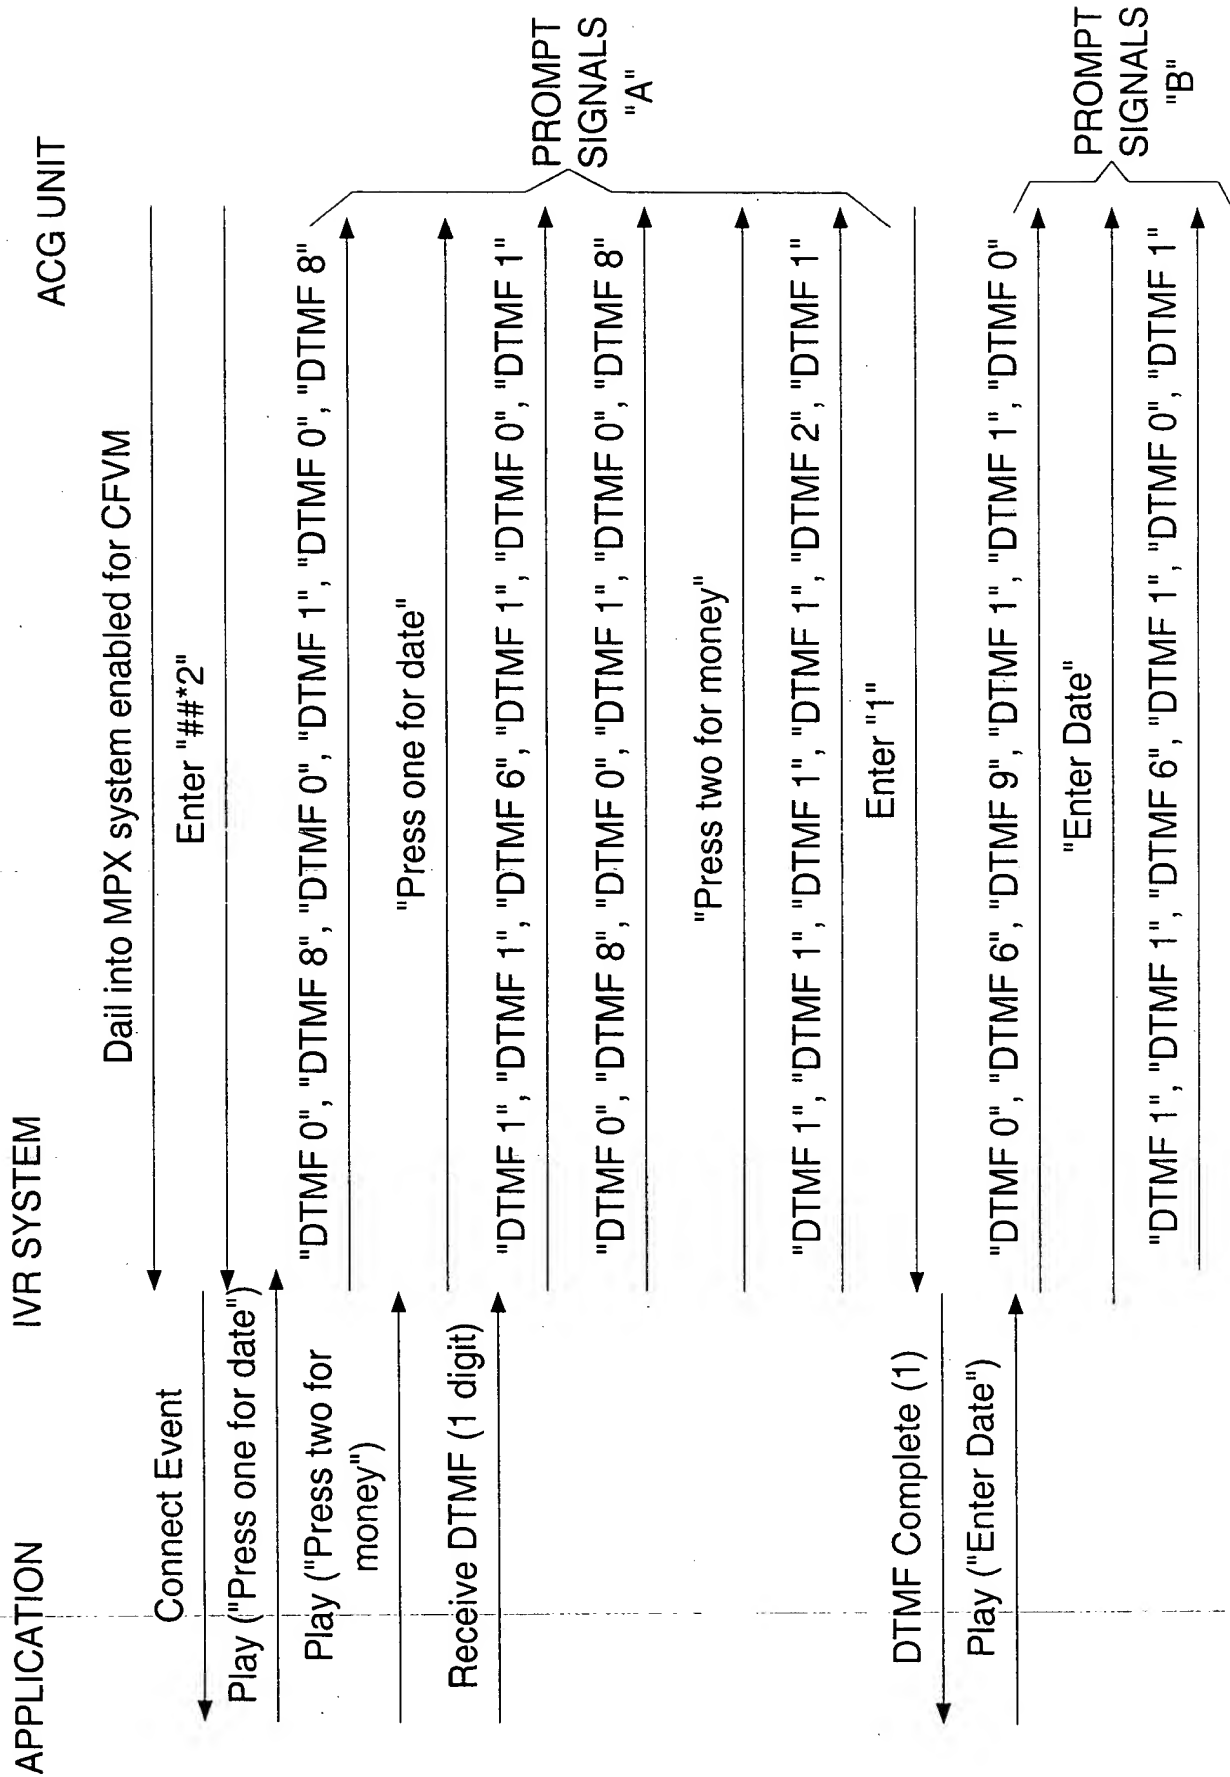 APPLICATION
IVR SYSTEM
ACG UNIT
Dail into MPX system enabled for CFVM
Connect Event
Enter "##*2"
Play ("Press one for date")
"DTMF 0", "DTMF 8", "DTMF 0", "DTMF 1", "DTMF 0", "DTMF 8"
Play ("Press two for
money")
"Press one for date"
Receive DTMF (1 digit)
"DTMF 1", "DTMF 1", "DTMF 6", "DTMF 1", "DTMF 0", "DTMF 1"
PROMPT
SIGNALS
"A"
"DTMF 0", "DTMF 8", "DTMF 0", "DTMF 1", "DTMF 0", "DTMF 8"
"Press two for money"
"DTMF 1", "DTMF 1", "DTMF 1", "DTMF 1", "DTMF 2", "DTMF 1"
Enter "1"
DTMF Complete (1)
Play ("Enter Date")
"DTMF 0", "DTMF 6", "DTMF 9", "DTMF 1", "DTMF 1", "DTMF 0"
"Enter Date"
PROMPT
SIGNALS
"B"
"DTMF 1", "DTMF 1", "DTMF 6", "DTMF 1", "DTMF 0", "DTMF 1"